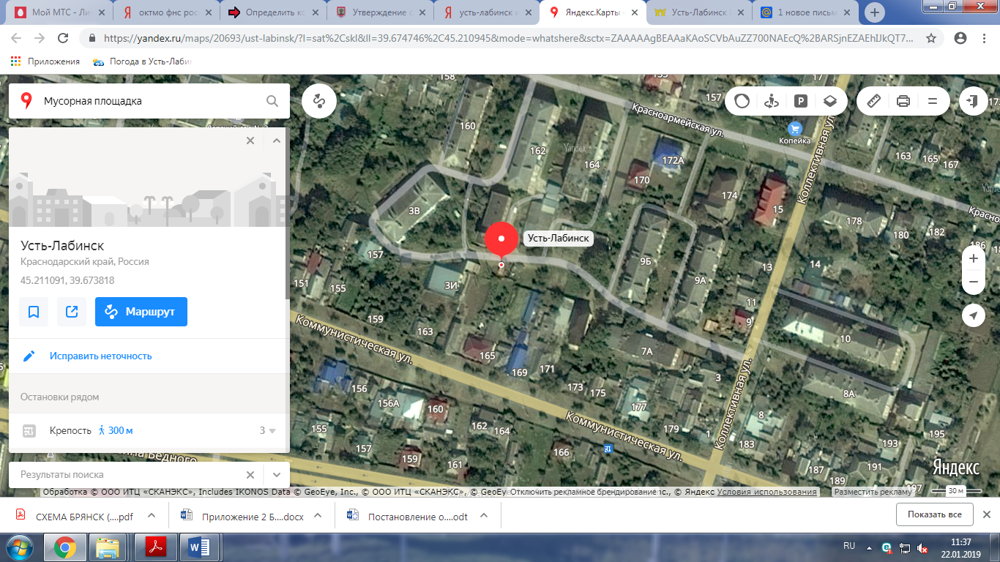 Мой МТС - Ли
октмо фнс рос
Определить ко
Утверждение с
усть-лабинск и
Яндекс.Карты -
Усть-Лабинск
1 новое письм
https://yandex.ru/maps/20693/ust-labinsk/?l=sat%2Cskl&ll=39.674746%2C45.210945&mode=whatshere&sctx=ZAAAAAgBEAAaKAoSCVbAuZZ700NAEcQ%2BARSjnEZAEhIJkQT7...
Приложения
Погода в Усть-Лабин
Мусорная площадка
Усть-Лабинск
Краснодарский край, Россия
45.211091, 39.673818
Маршрут
Исправить неточность
Остановки рядом
Крепость 300 м 3
Результаты поиска
158
157
17
Красноармейская ул.
P
Копейка
160
162
Yandex
164
172А
170
163 165 167
Коллективная ул.
174
15
3В
178
180 182
186
Красно
Усть-Лабинск
157
9Б
3И
9А
13
14
151
155
11
9
159
163
Коммунистическая ул.
10
165
7А
169
171
3
156
173
175
8А
156А
160
177
Коммунистическая ул.
Коллективная ул.
8
155
162
164
179
1
183
195
193
157
159
161
166
187
191
197
Бедного
Яндекс
30 м
Обработка © ООО ИТЦ «СКАНЭКС», Includes IKONOS Data © GeoEye, Inc., © ООО ИТЦ «СКАНЭКС», © GeoEye
Отключить рекламное брендирование
nc., © Яндекс Условия использования
Разместить рекламу
СХЕМА БРЯНСК (....pdf
Приложение 2 Б....docx
Постановление о....odt
Показать все
RU
11:37
22.01.2019